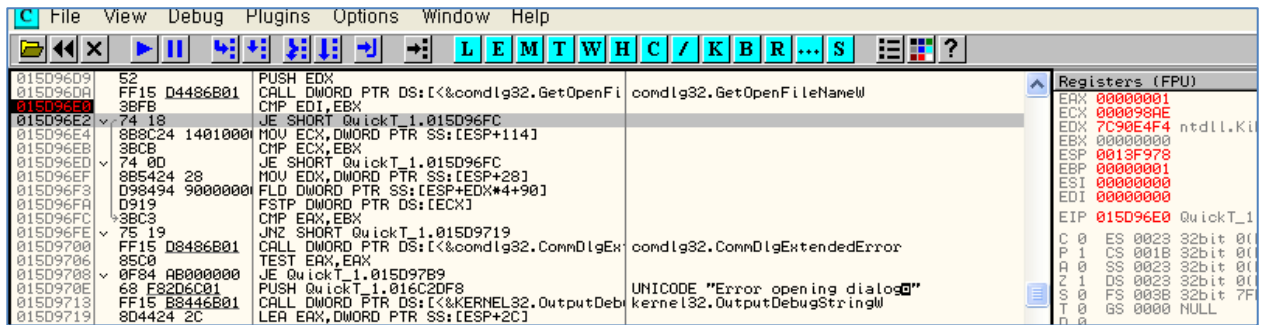 C File View Debug Plugins Options Window Help
L E M T W H C / K B R ... S ?
015D96D9 52 PUSH EDX
015D96DA FF15 D4486B01 CALL DWORD PTR DS:[<&comdlg32.GetOpenFi comdlg32.GetOpenFileNameW
015D96E0 3BFB CMP EDI,EBX
015D96E2 74 18 JE SHORT QuickT_1.015D96FC
015D96E4 8B8C24 14010000 MOV ECX,DWORD PTR SS:[ESP+114]
015D96EB 3BCB CMP ECX,EBX
015D96ED 74 0D JE SHORT QuickT_1.015D96FC
015D96EF 8B5424 28 MOV EDX,DWORD PTR SS:[ESP+28]
015D96F3 D98494 90000000 FLD DWORD PTR SS:[ESP+EDX*4+90]
015D96FA D919 FSTP DWORD PTR DS:[ECX]
015D96FC 3BC3 CMP EAX,EBX
015D96FE 75 19 JNZ SHORT QuickT_1.015D9719
015D9700 FF15 D8486B01 CALL DWORD PTR DS:[<&comdlg32.CommDlgEx comdlg32.CommDlgExtendedError
015D9706 85C0 TEST EAX,EAX
015D9708 0F84 AB000000 JE QuickT_1.015D97B9
015D970E 68 F82D6C01 PUSH QuickT_1.016C2DF8 UNICODE "Error opening dialog"
015D9713 FF15 B8446B01 CALL DWORD PTR DS:[<&KERNEL32.OutputDeb kernel32.OutputDebugStringW
015D9719 8D4424 2C LEA EAX,DWORD PTR SS:[ESP+2C]
Registers (FPU)
EAX 00000001
ECX 000098AE
EDX 7C90E4F4 ntdll.Ki
EBX 00000000
ESP 0013F978
EBP 00000001
ESI 00000000
EDI 00000000
EIP 015D96E0 QuickT_1
C 0 ES 0023 32bit 0(
P 1 CS 001B 32bit 0(
A 0 SS 0023 32bit 0(
Z 1 DS 0023 32bit 0(
S 0 FS 003B 32bit 7F
T 0 GS 0000 NULL
D 0